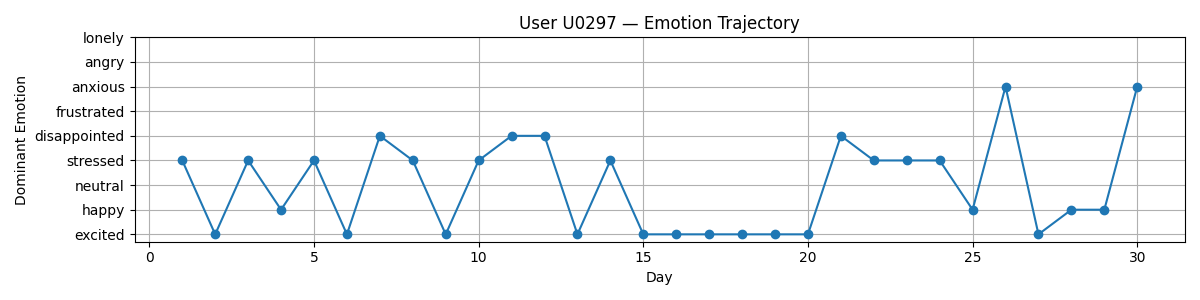 User U0297 — Emotion Trajectory
Dominant Emotion
lonely
angry
anxious
frustrated
disappointed
stressed
neutral
happy
excited
0 5 10 15 20 25 30
Day